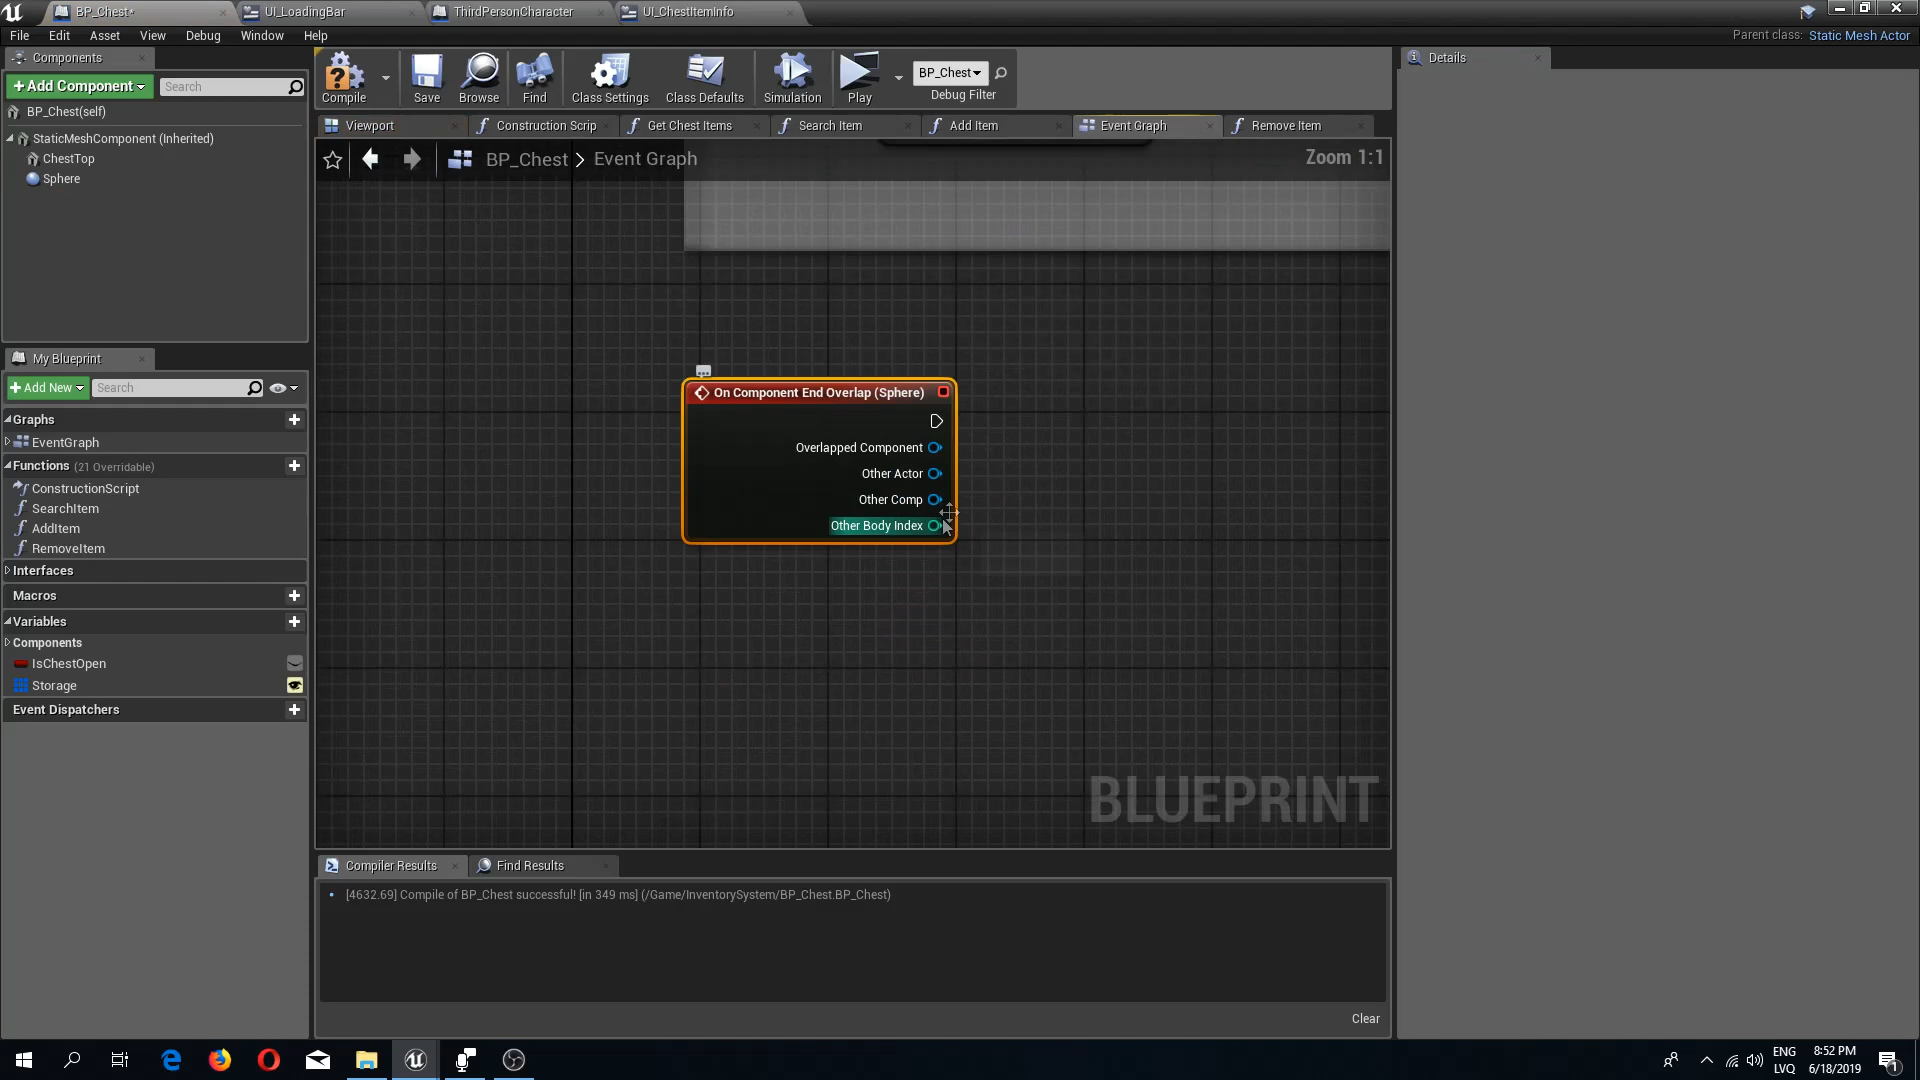 BP_Chest*
UI_LoadingBar
ThirdPersonCharacter
UI_ChestItemInfo
File Edit Asset View Debug Window Help
Parent class: Static Mesh Actor
Components
+Add Component
Search
BP_Chest(self)
StaticMeshComponent (Inherited)
ChestTop
Sphere
Compile
Save
Browse
Find
Class Settings
Class Defaults
Simulation
Play
BP_Chest
Debug Filter
Details
Viewport
Construction Scrip
Get Chest Items
Search Item
Add Item
Event Graph
Remove Item
BP_Chest > Event Graph
Zoom 1:1
On Component End Overlap (Sphere)
Overlapped Component
Other Actor
Other Comp
Other Body Index
BLUEPRINT
My Blueprint
+Add New
Search
Graphs
EventGraph
Functions (21 Overridable)
ConstructionScript
SearchItem
AddItem
RemoveItem
Interfaces
Macros
Variables
Components
IsChestOpen
Storage
Event Dispatchers
Compiler Results
Find Results
[4632.69] Compile of BP_Chest successful! [in 349 ms] (/Game/InventorySystem/BP_Chest.BP_Chest)
Clear
ENG
LVQ
8:52 PM
6/18/2019
1